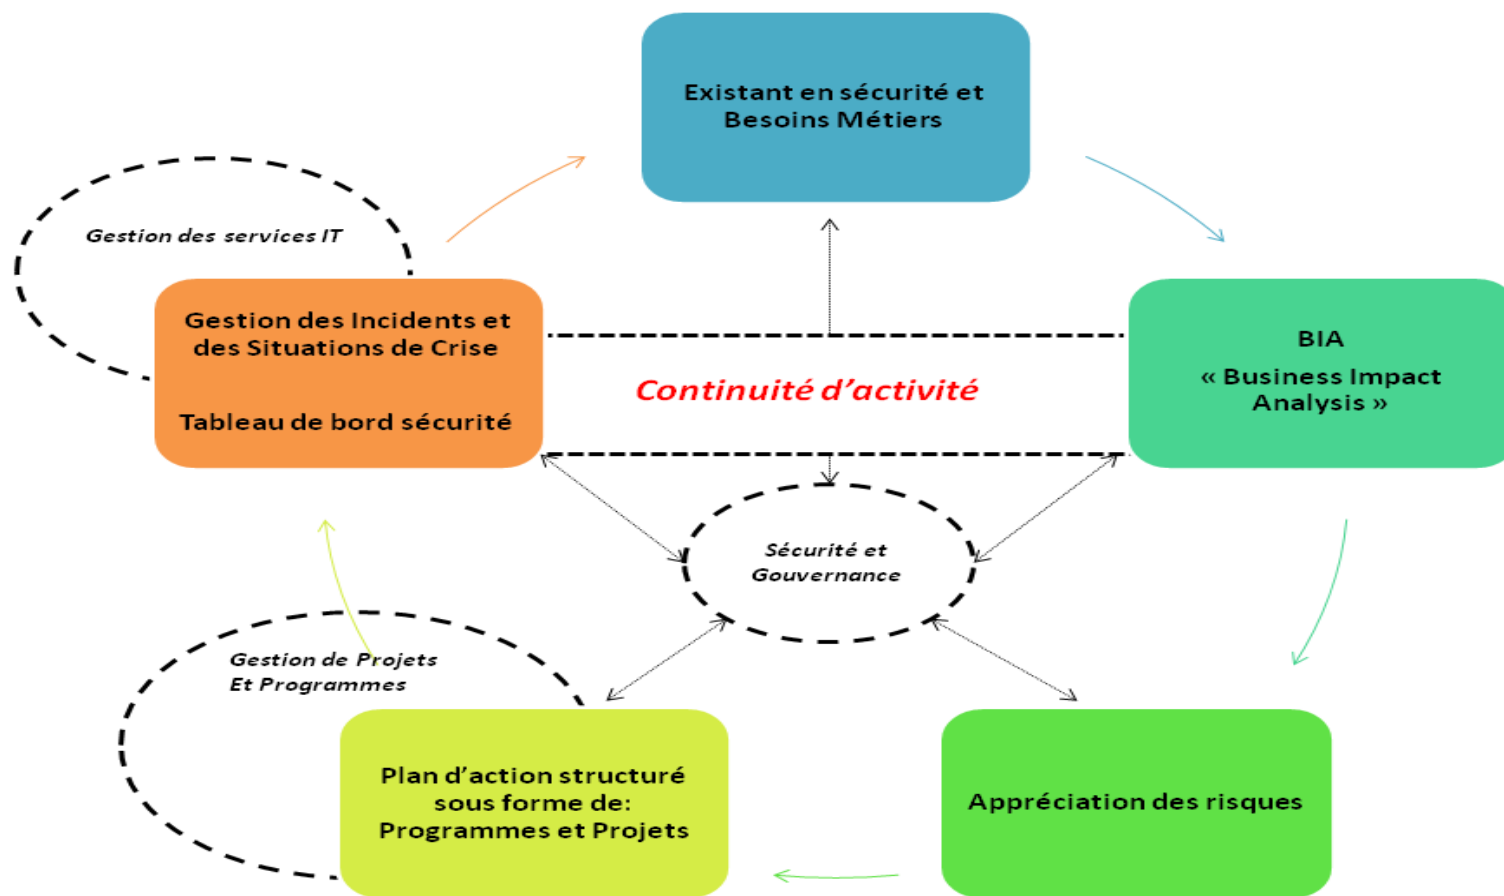 Existant en sécurité et
Besoins Métiers
Gestion des services IT
Gestion des Incidents et
des Situations de Crise
Tableau de bord sécurité
Continuité d’activité
BIA
« Business Impact
Analysis »
Sécurité et
Gouvernance
Gestion de Projets
Et Programmes
Plan d’action structuré
sous forme de:
Programmes et Projets
Appréciation des risques